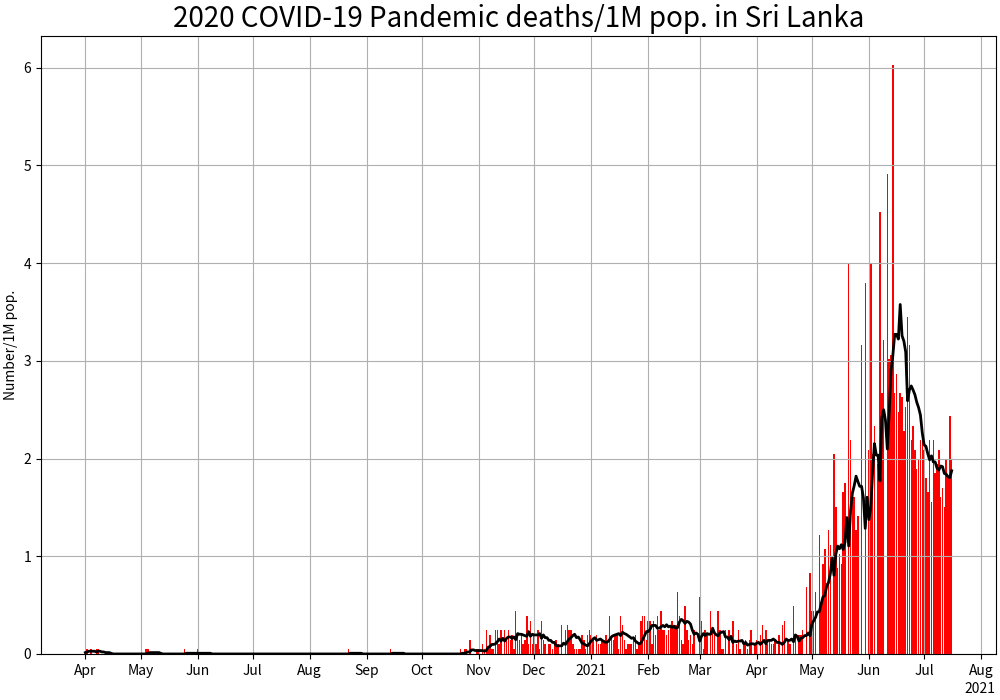 2020 COVID-19 Pandemic deaths/1M pop. in Sri Lanka
Number/1M pop.
6
5
4
3
2
1
0
Apr May Jun Jul Aug Sep Oct Nov Dec 2021 Feb Mar Apr May Jun Jul Aug
2021